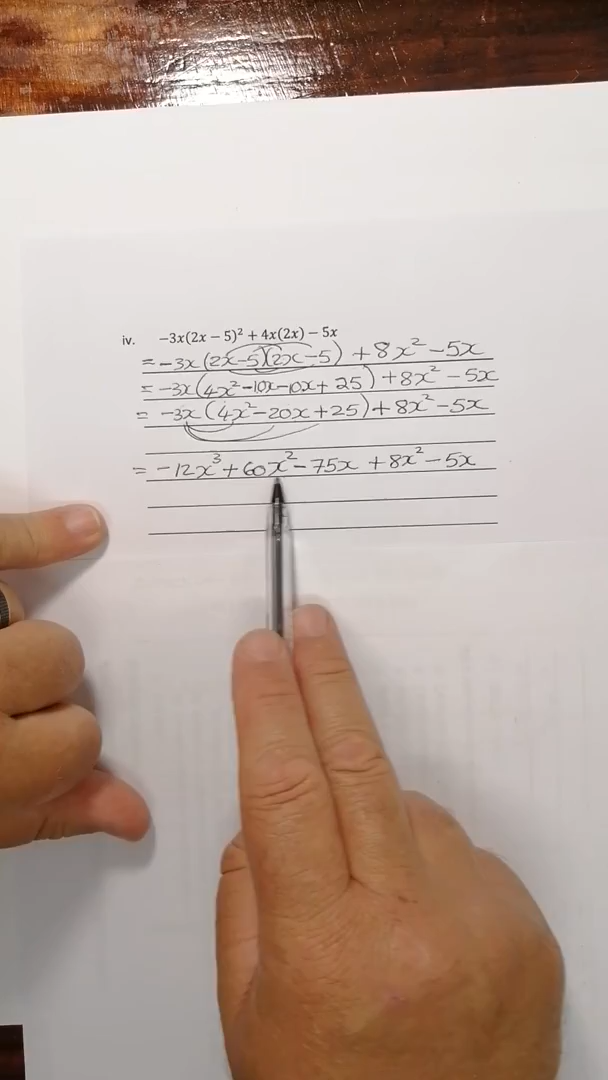 iv. -3x(2x – 5)² + 4x(2x) – 5x
= -3x(2x-5)(2x-5) + 8x² - 5x
= -3x(4x²-10x-10x+25) + 8x² - 5x
= -3x(4x²-20x+25) + 8x² - 5x
= -12x³ + 60x² - 75x + 8x² - 5x